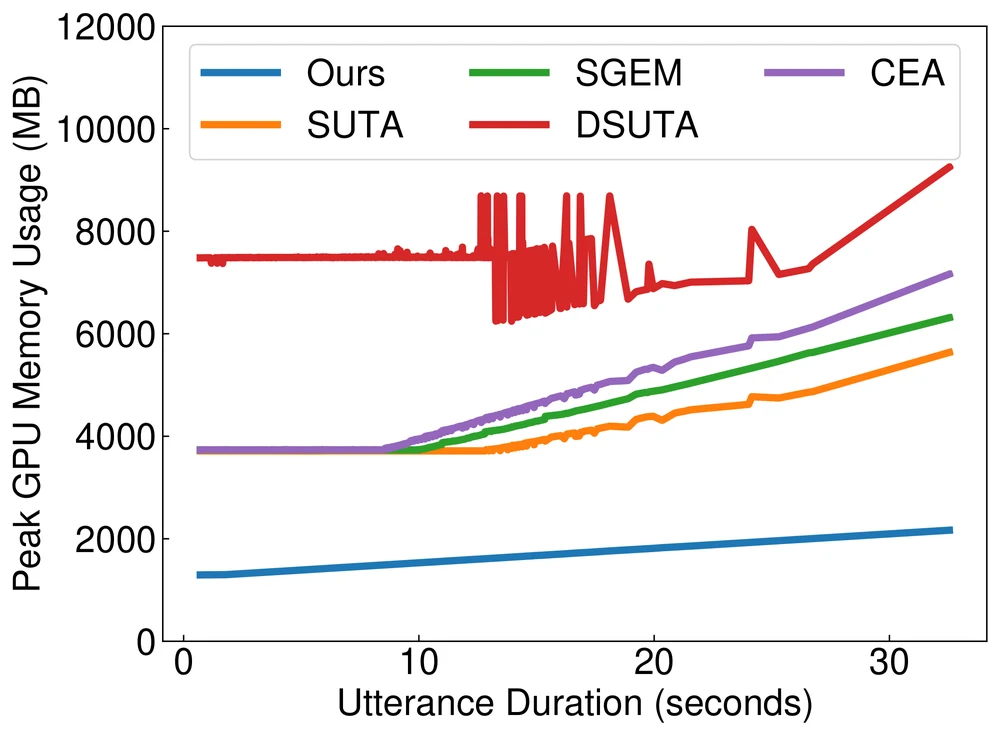 Peak GPU Memory Usage (MB)
12000
10000
8000
6000
4000
2000
0
Ours
SGEM
CEA
SUTA
DSUTA
0 10 20 30
Utterance Duration (seconds)